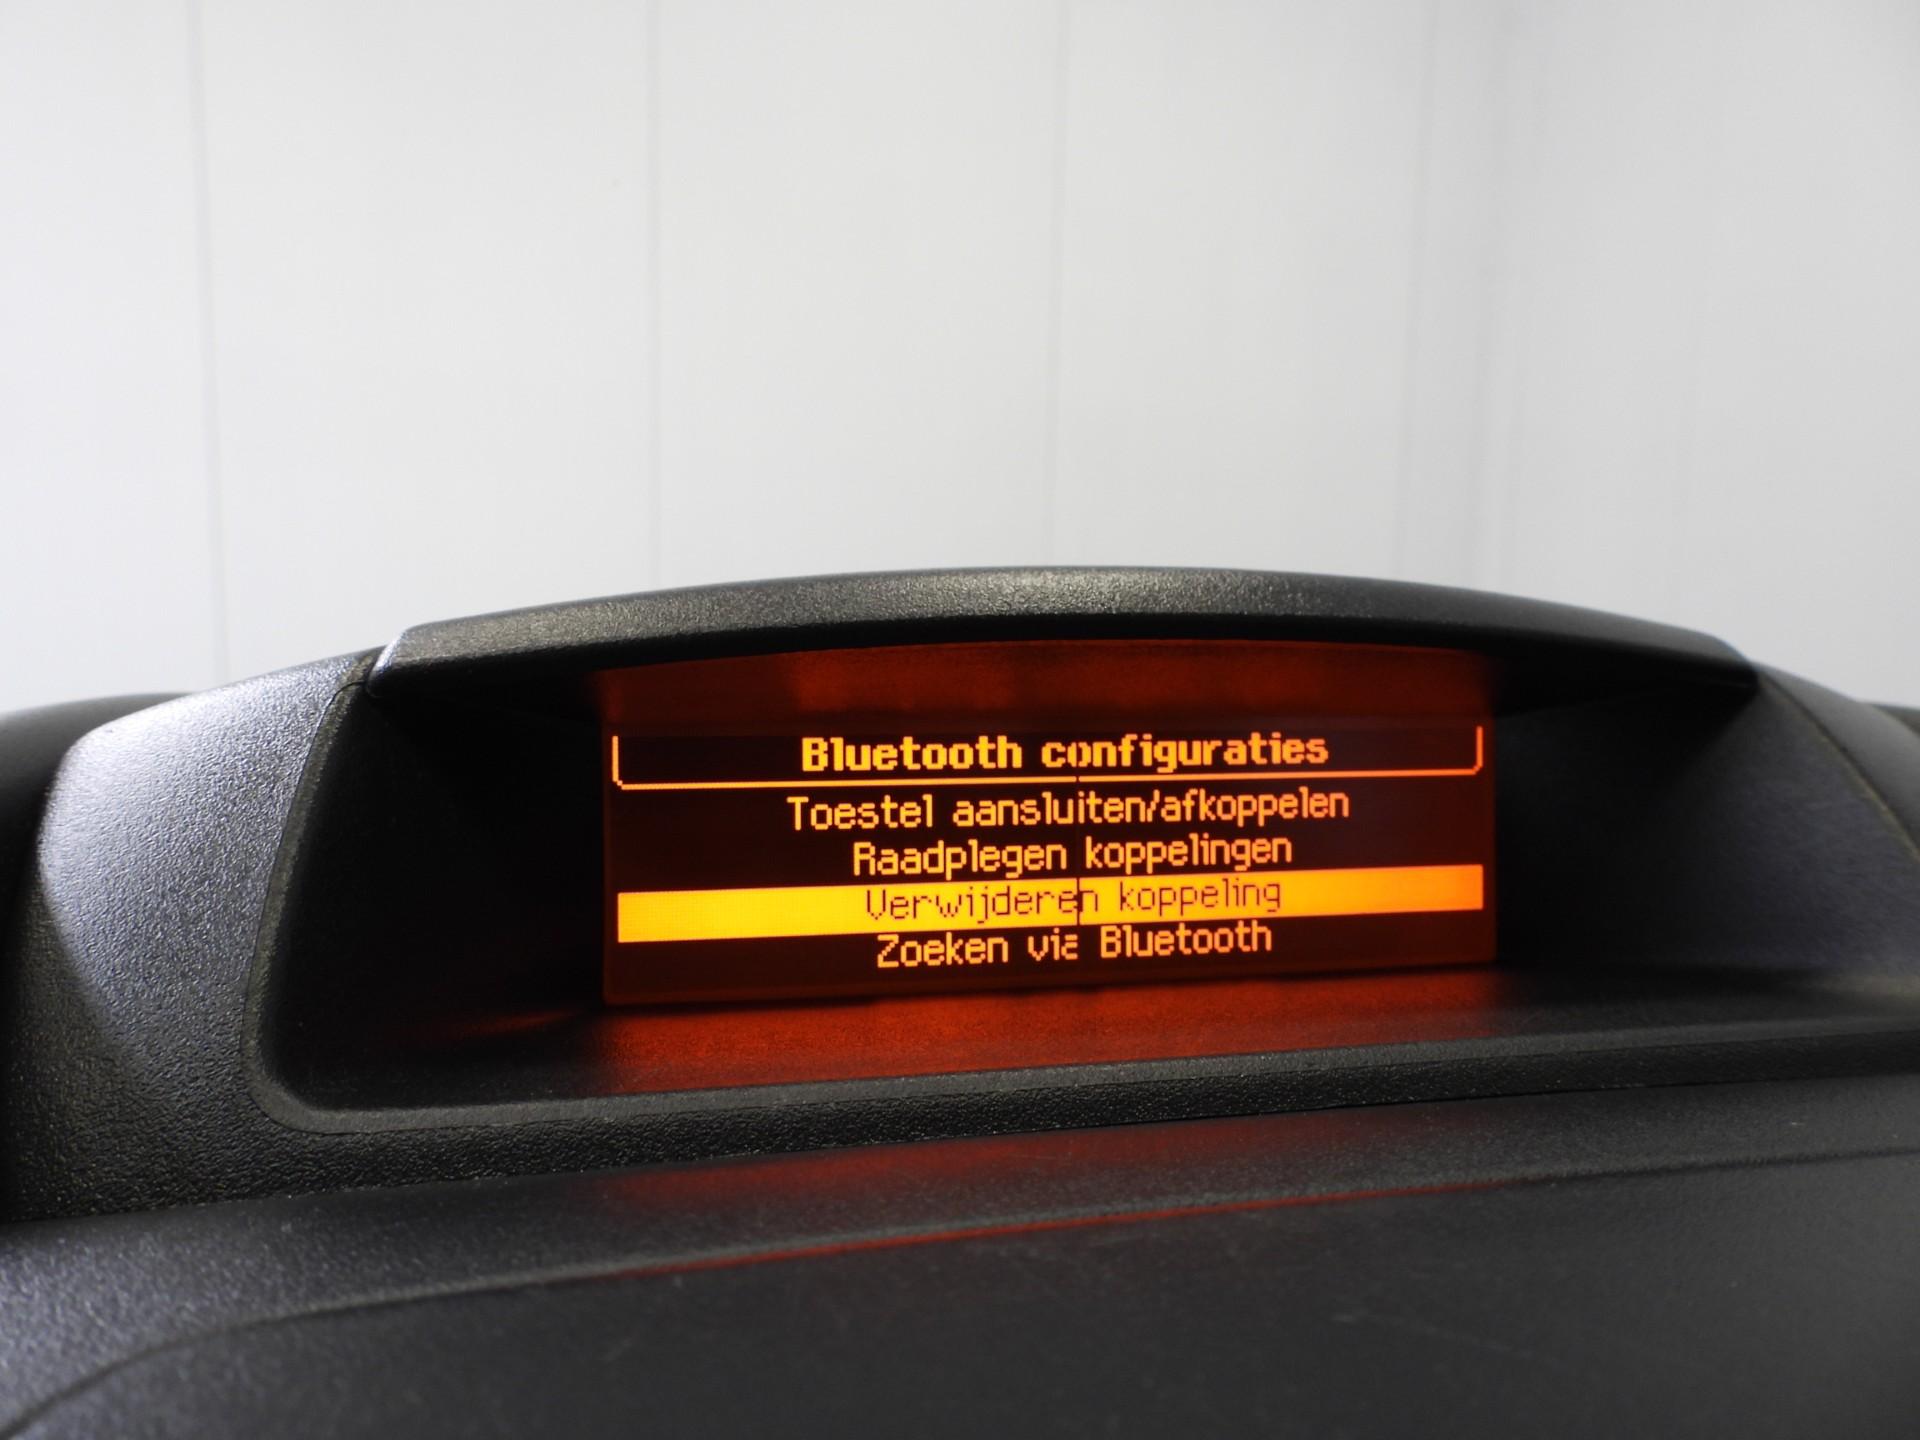 Bluetooth configuraties
Toestel aansluiten/afkoppelen
Raadplegen koppelingen
Verwijderen koppeling
Zoeken via Bluetooth